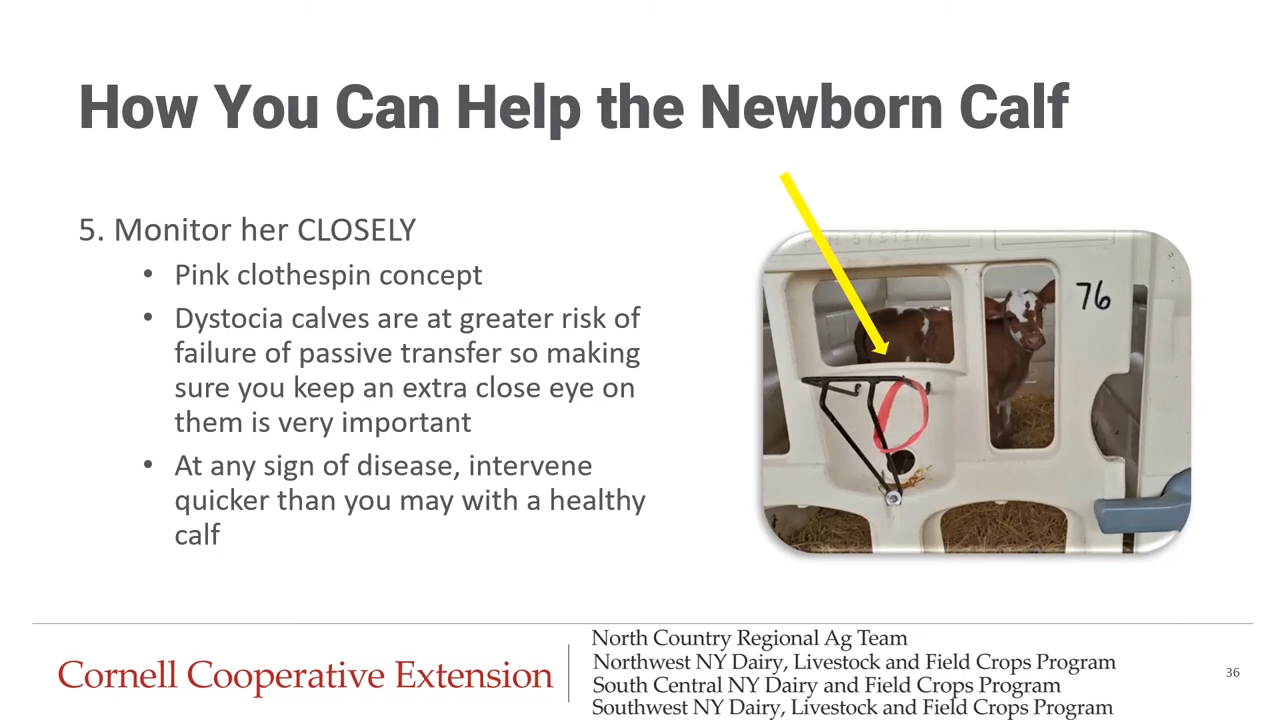 How You Can Help the Newborn Calf
5. Monitor her CLOSELY
• Pink clothespin concept
• Dystocia calves are at greater risk of
failure of passive transfer so making
sure you keep an extra close eye on
them is very important
• At any sign of disease, intervene
quicker than you may with a healthy
calf
76
Cornell Cooperative Extension
North Country Regional Ag Team
Northwest NY Dairy, Livestock and Field Crops Program
South Central NY Dairy and Field Crops Program
Southwest NY Dairy, Livestock and Field Crops Program
36